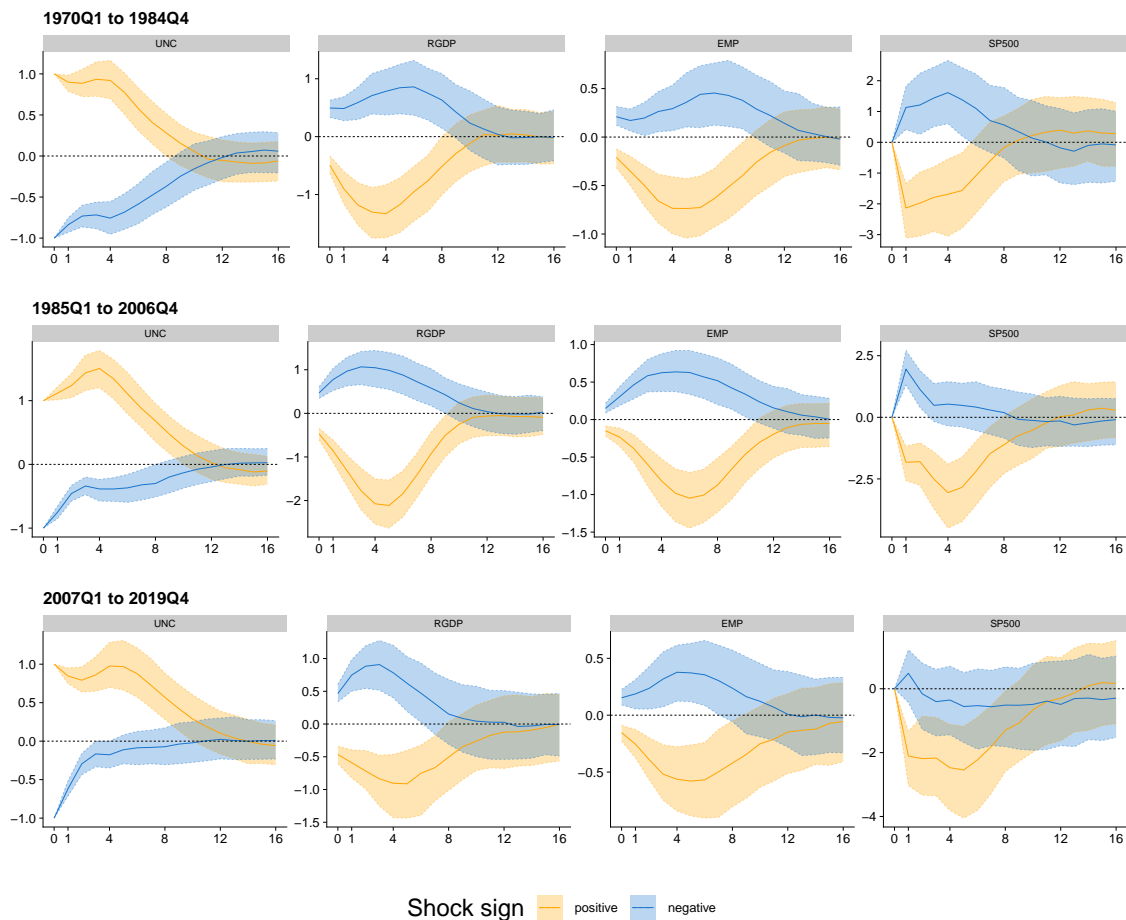 1970Q1 to 1984Q4
UNC RGDP EMP SP500
1.0 0.5 0.0 −0.5 −1.0
0 1 4 8 12 16
1 0 −1
0 1 4 8 12 16
0.5 0.0 −0.5 −1.0
0 1 4 8 12 16
2 1 0 −1 −2 −3
0 1 4 8 12 16
1985Q1 to 2006Q4
UNC RGDP EMP SP500
1 0 −1
0 1 4 8 12 16
1 0 −1 −2
0 1 4 8 12 16
1.0 0.5 0.0 −0.5 −1.0 −1.5
0 1 4 8 12 16
2.5 0.0 −2.5
0 1 4 8 12 16
2007Q1 to 2019Q4
UNC RGDP EMP SP500
1.0 0.5 0.0 −0.5 −1.0
0 1 4 8 12 16
1.0 0.5 0.0 −0.5 −1.0 −1.5
0 1 4 8 12 16
0.5 0.0 −0.5
0 1 4 8 12 16
0 −2 −4
0 1 4 8 12 16
Shock sign positive negative